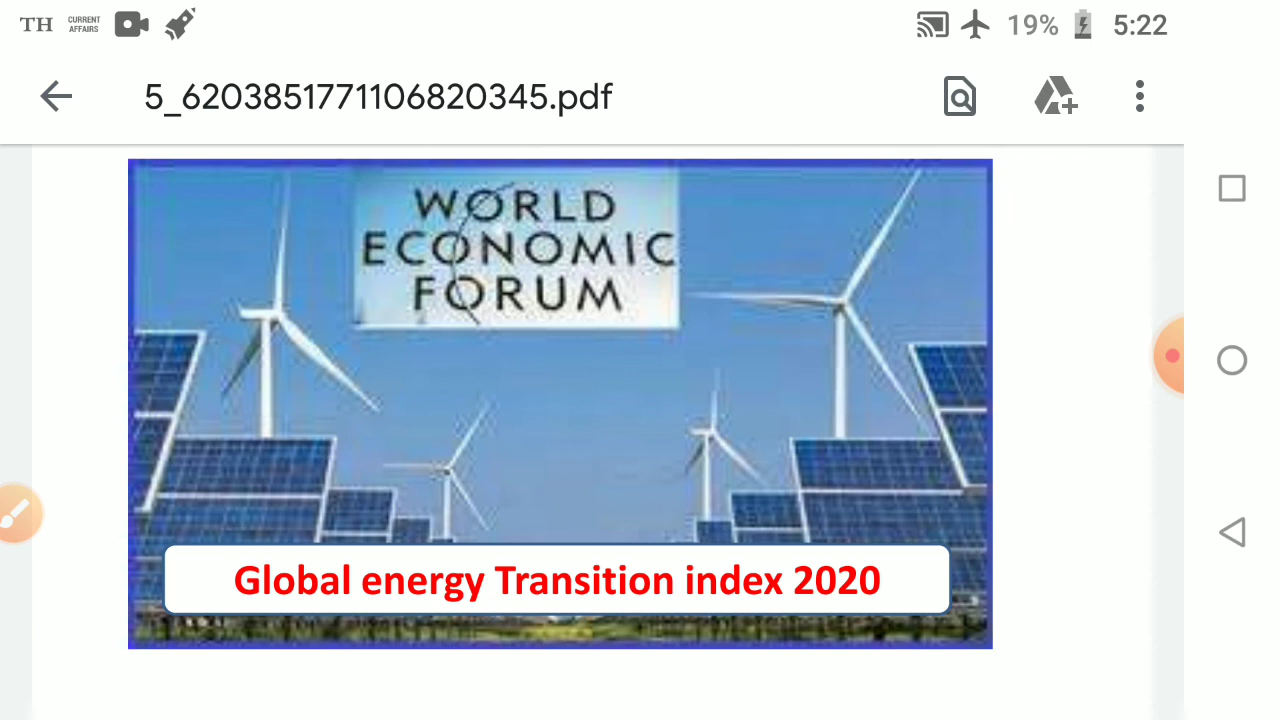 TH CURRENT AFFAIRS 19% 5:22
5_6203851771106820345.pdf
WORLD
ECONOMIC
FORUM
Global energy Transition index 2020